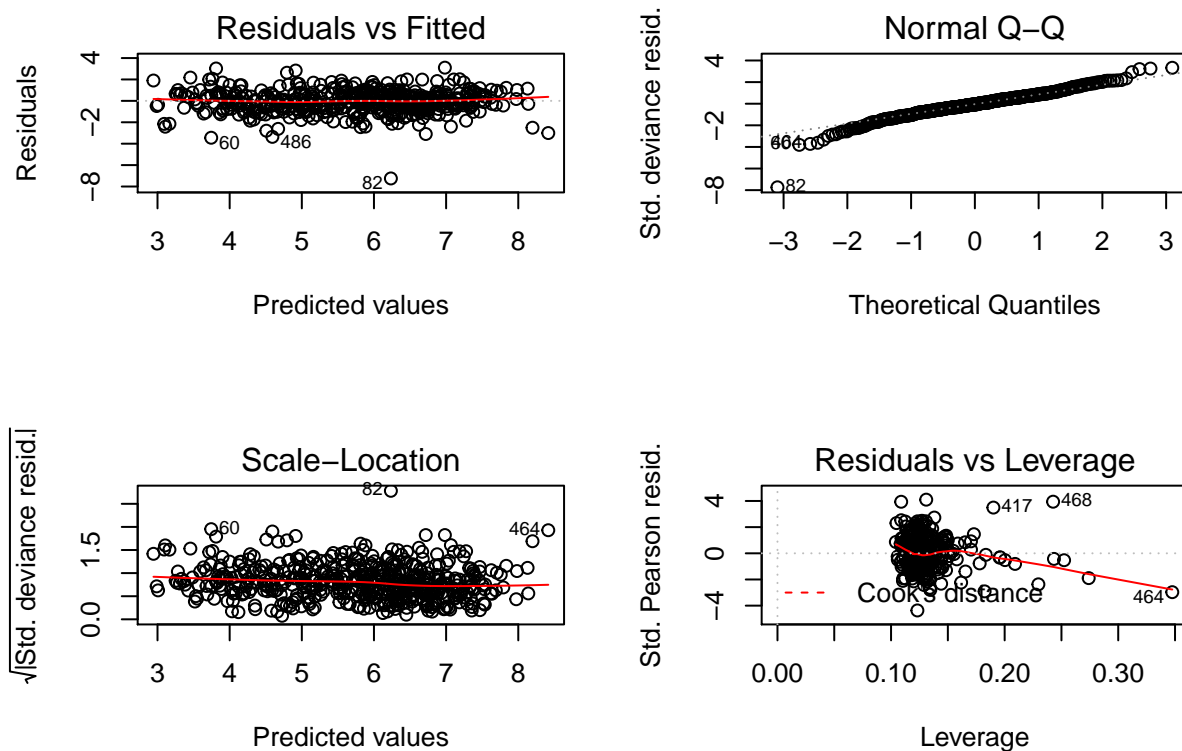 Residuals vs Fitted
Residuals
4
-2
-8
60
486
82
3 4 5 6 7 8
Predicted values
Normal Q−Q
Std. deviance resid.
4
-2
-8
464
82
-3 -2 -1 0 1 2 3
Theoretical Quantiles
Scale−Location
√|Std. deviance resid.|
1.5
0.0
82
60
464
3 4 5 6 7 8
Predicted values
Residuals vs Leverage
Std. Pearson resid.
4
0
-4
417
468
464
Cook's distance
0.00 0.10 0.20 0.30
Leverage